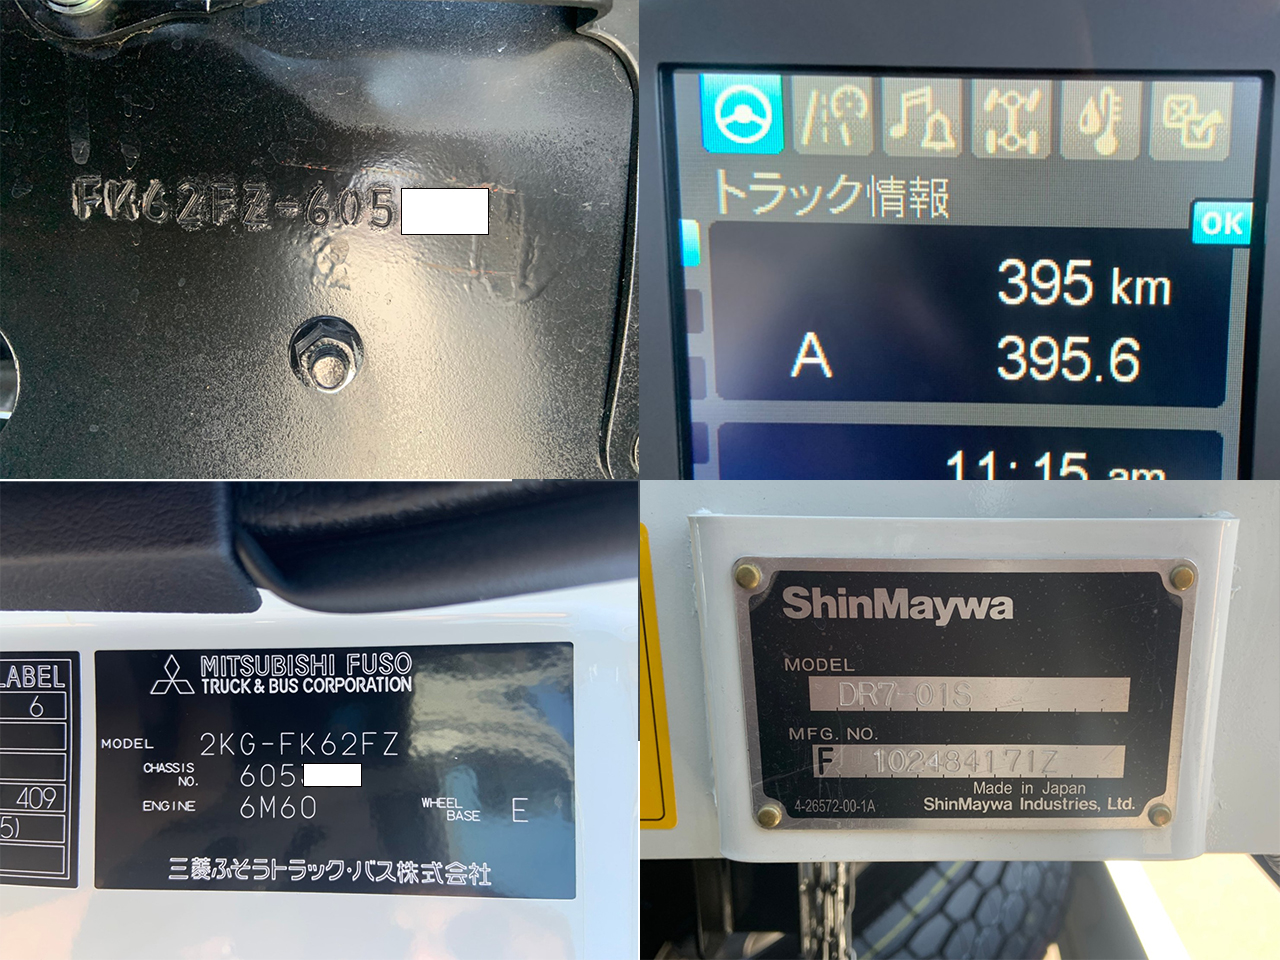 FK62FZ-605
トラック情報
OK
395 km
A 395.6
11:15 am
LABEL
6
409
5)
MITSUBISHI FUSO
TRUCK & BUS CORPORATION
MODEL 2KG-FK62FZ
CHASSIS NO. 605
ENGINE 6M60
WHEEL BASE E
三菱ふそうトラック・バス株式会社
ShinMaywa
MODEL
DR7-01S
MFG. NO.
F 102484171Z
Made in Japan
4-26572-00-1A ShinMaywa Industries, Ltd.